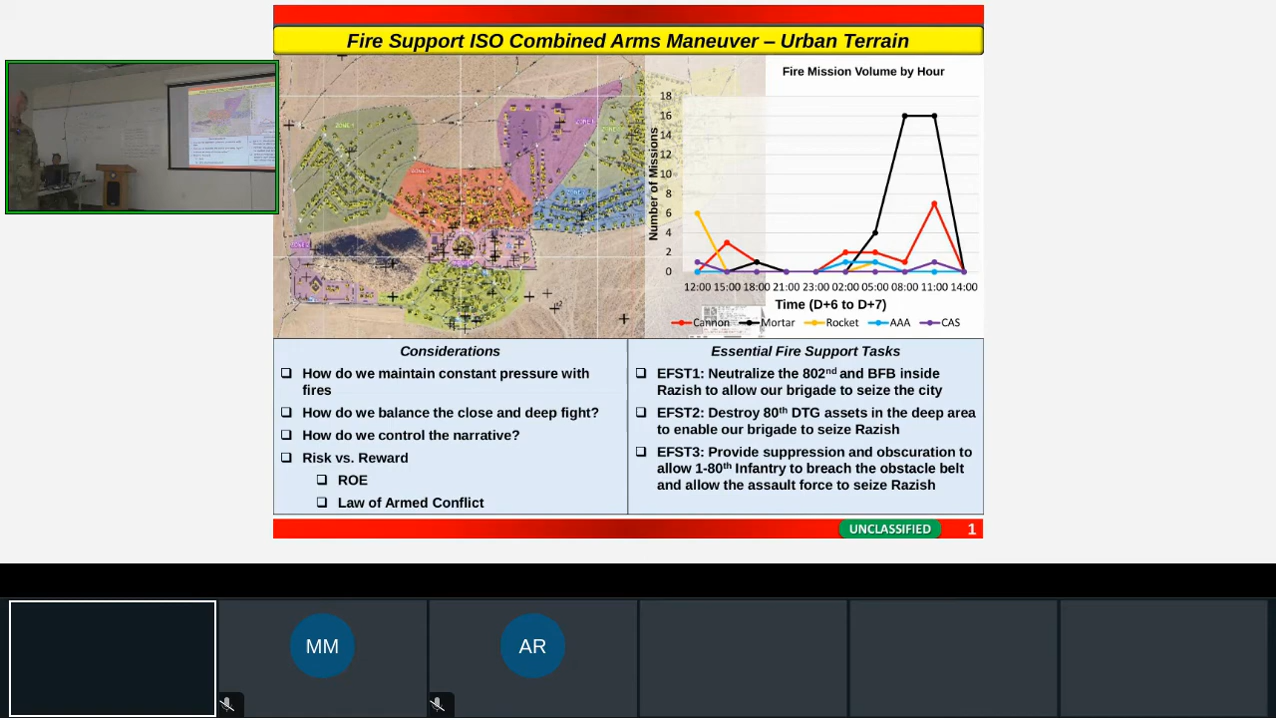 Fire Support ISO Combined Arms Maneuver – Urban Terrain
Fire Mission Volume by Hour
Number of Missions
18
16
14
12
10
8
6
4
2
0
12:00 15:00 18:00 21:00 23:00 02:00 05:00 08:00 11:00 14:00
Time (D+6 to D+7)
Cannon Mortar Rocket AAA CAS
Considerations
❑ How do we maintain constant pressure with
fires
❑ How do we balance the close and deep fight?
❑ How do we control the narrative?
❑ Risk vs. Reward
❑ ROE
❑ Law of Armed Conflict
Essential Fire Support Tasks
❑ EFST1: Neutralize the 802nd and BFB inside
Razish to allow our brigade to seize the city
❑ EFST2: Destroy 80th DTG assets in the deep area
to enable our brigade to seize Razish
❑ EFST3: Provide suppression and obscuration to
allow 1-80th Infantry to breach the obstacle belt
and allow the assault force to seize Razish
UNCLASSIFIED 1
MM
AR